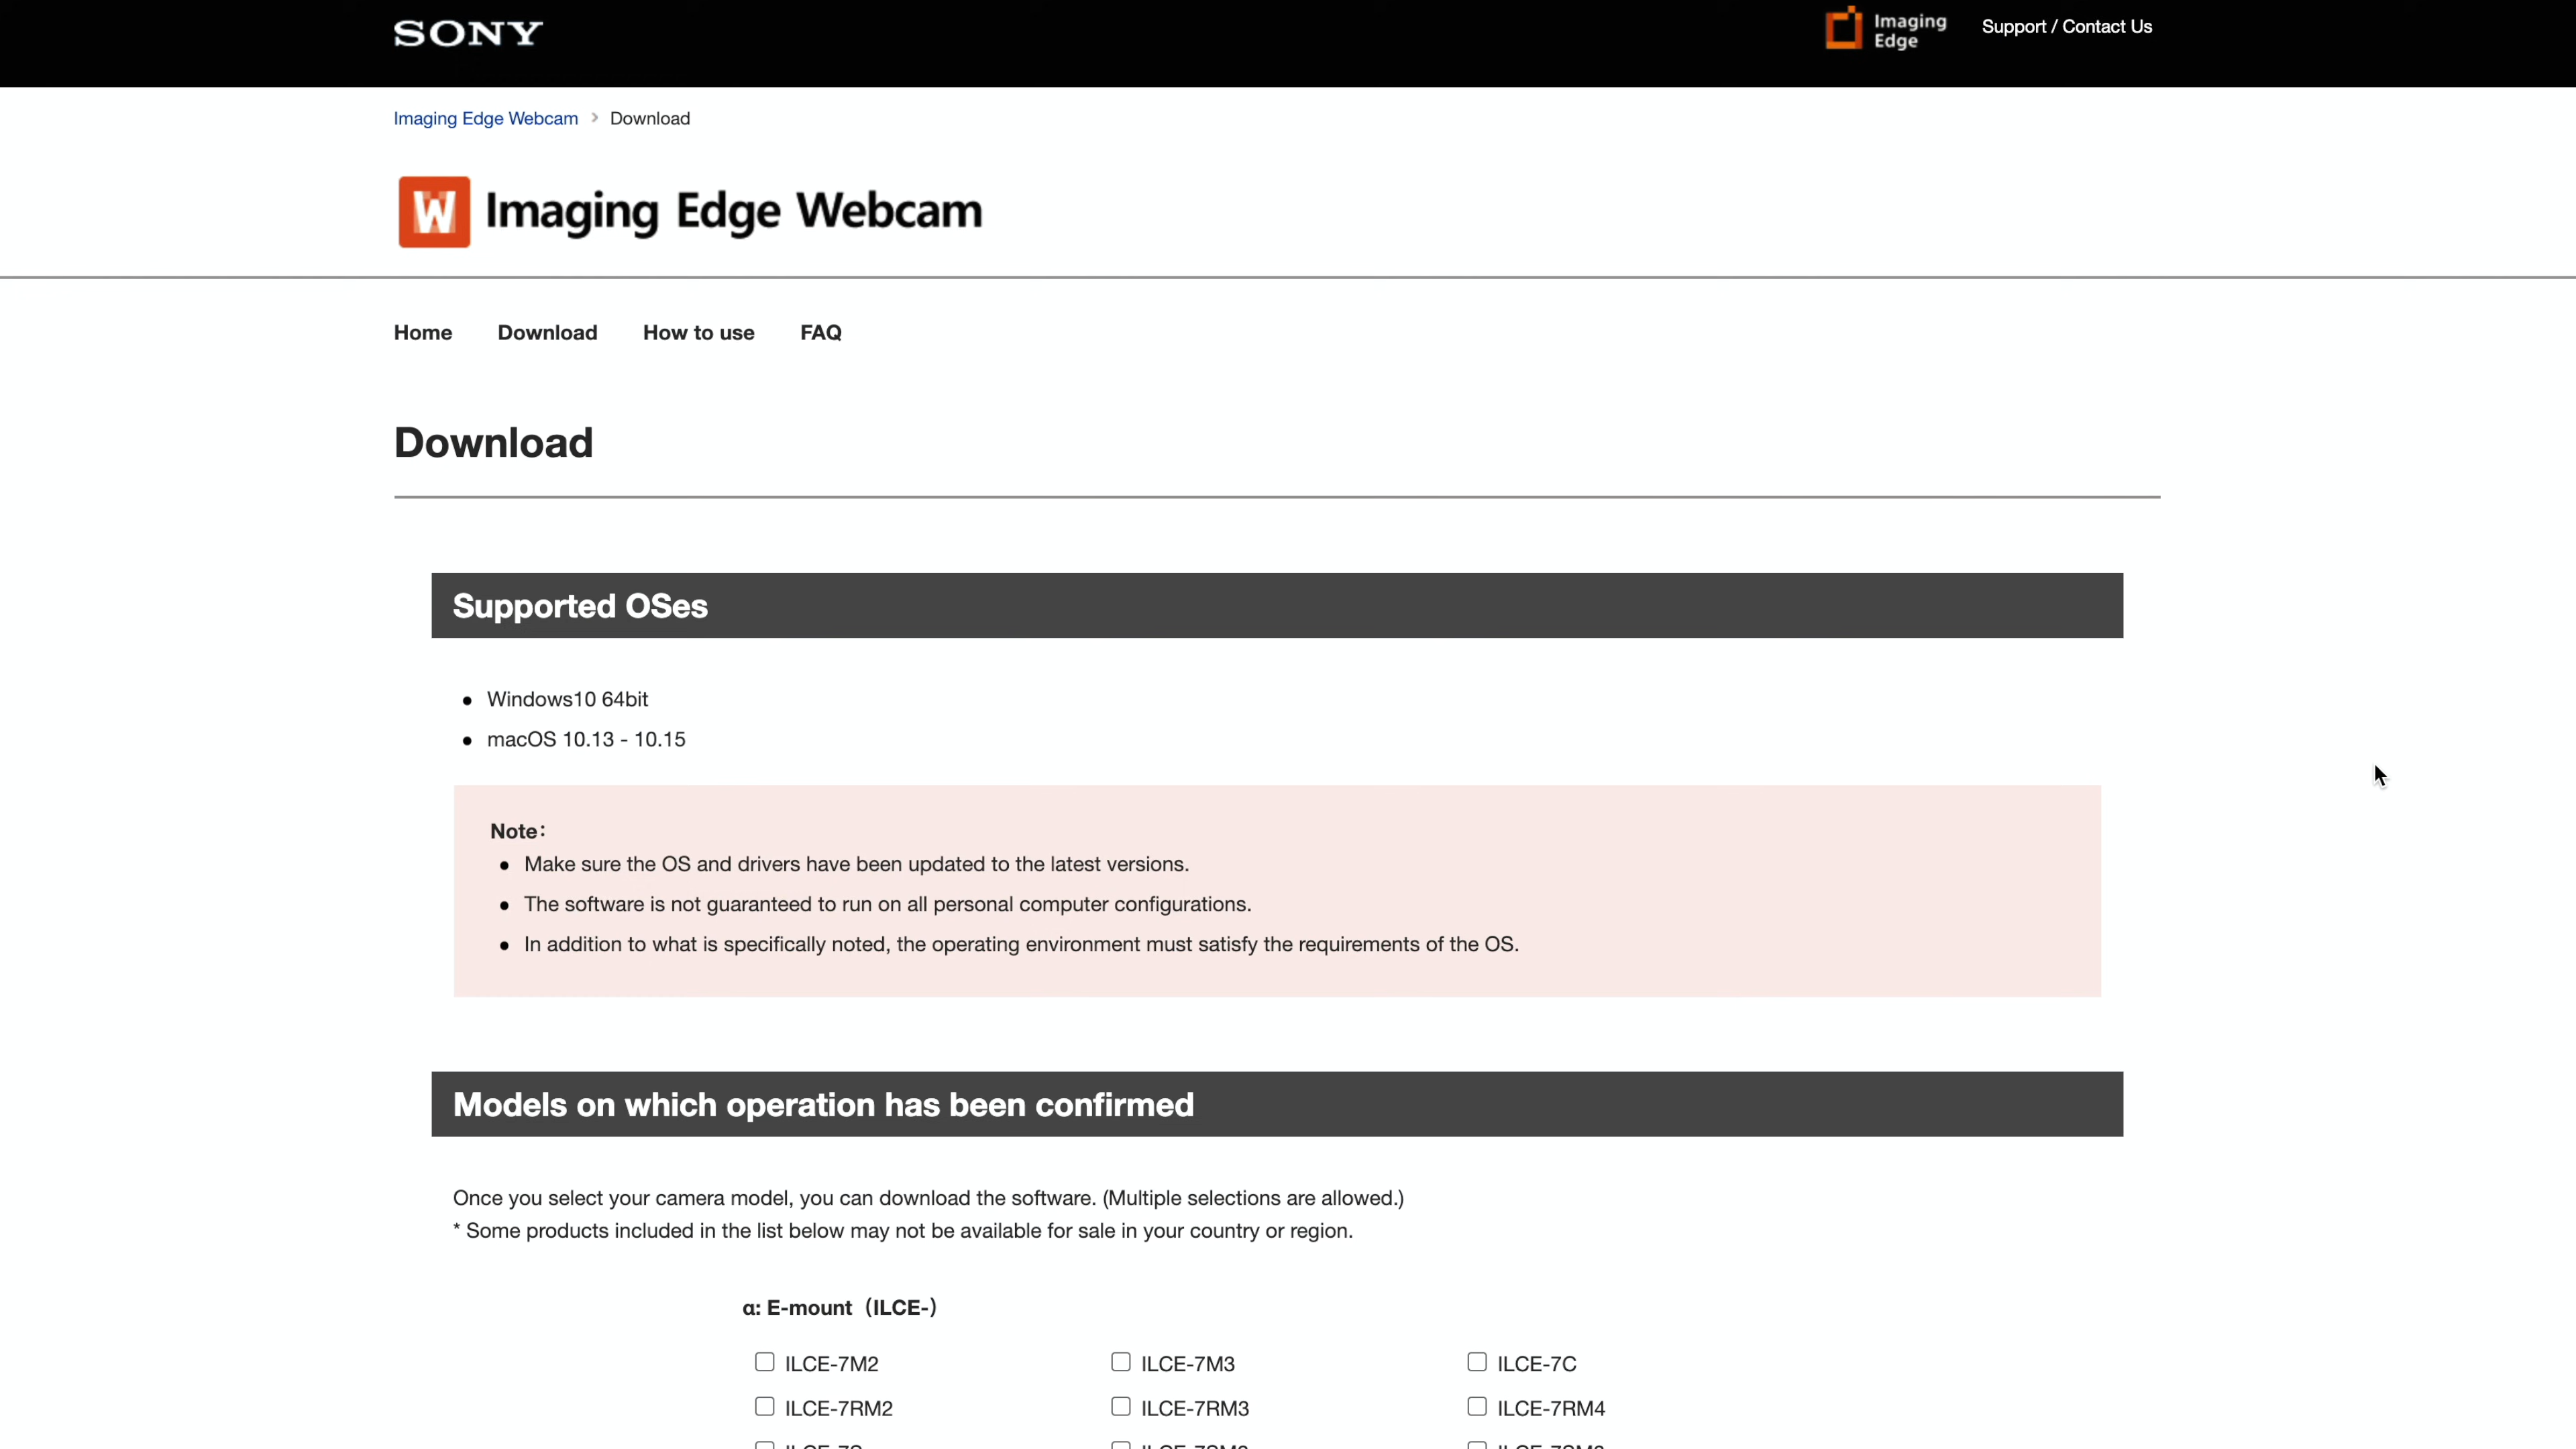 SONY
Imaging
Edge
Support / Contact Us
Imaging Edge Webcam > Download
W Imaging Edge Webcam
Home Download How to use FAQ
Download
Supported OSes
● Windows10 64bit
● macOS 10.13 - 10.15
Note:
● Make sure the OS and drivers have been updated to the latest versions.
● The software is not guaranteed to run on all personal computer configurations.
● In addition to what is specifically noted, the operating environment must satisfy the requirements of the OS.
Models on which operation has been confirmed
Once you select your camera model, you can download the software. (Multiple selections are allowed.)
* Some products included in the list below may not be available for sale in your country or region.
α: E-mount（ILCE-）
ILCE-7M2 ILCE-7M3 ILCE-7C
ILCE-7RM2 ILCE-7RM3 ILCE-7RM4